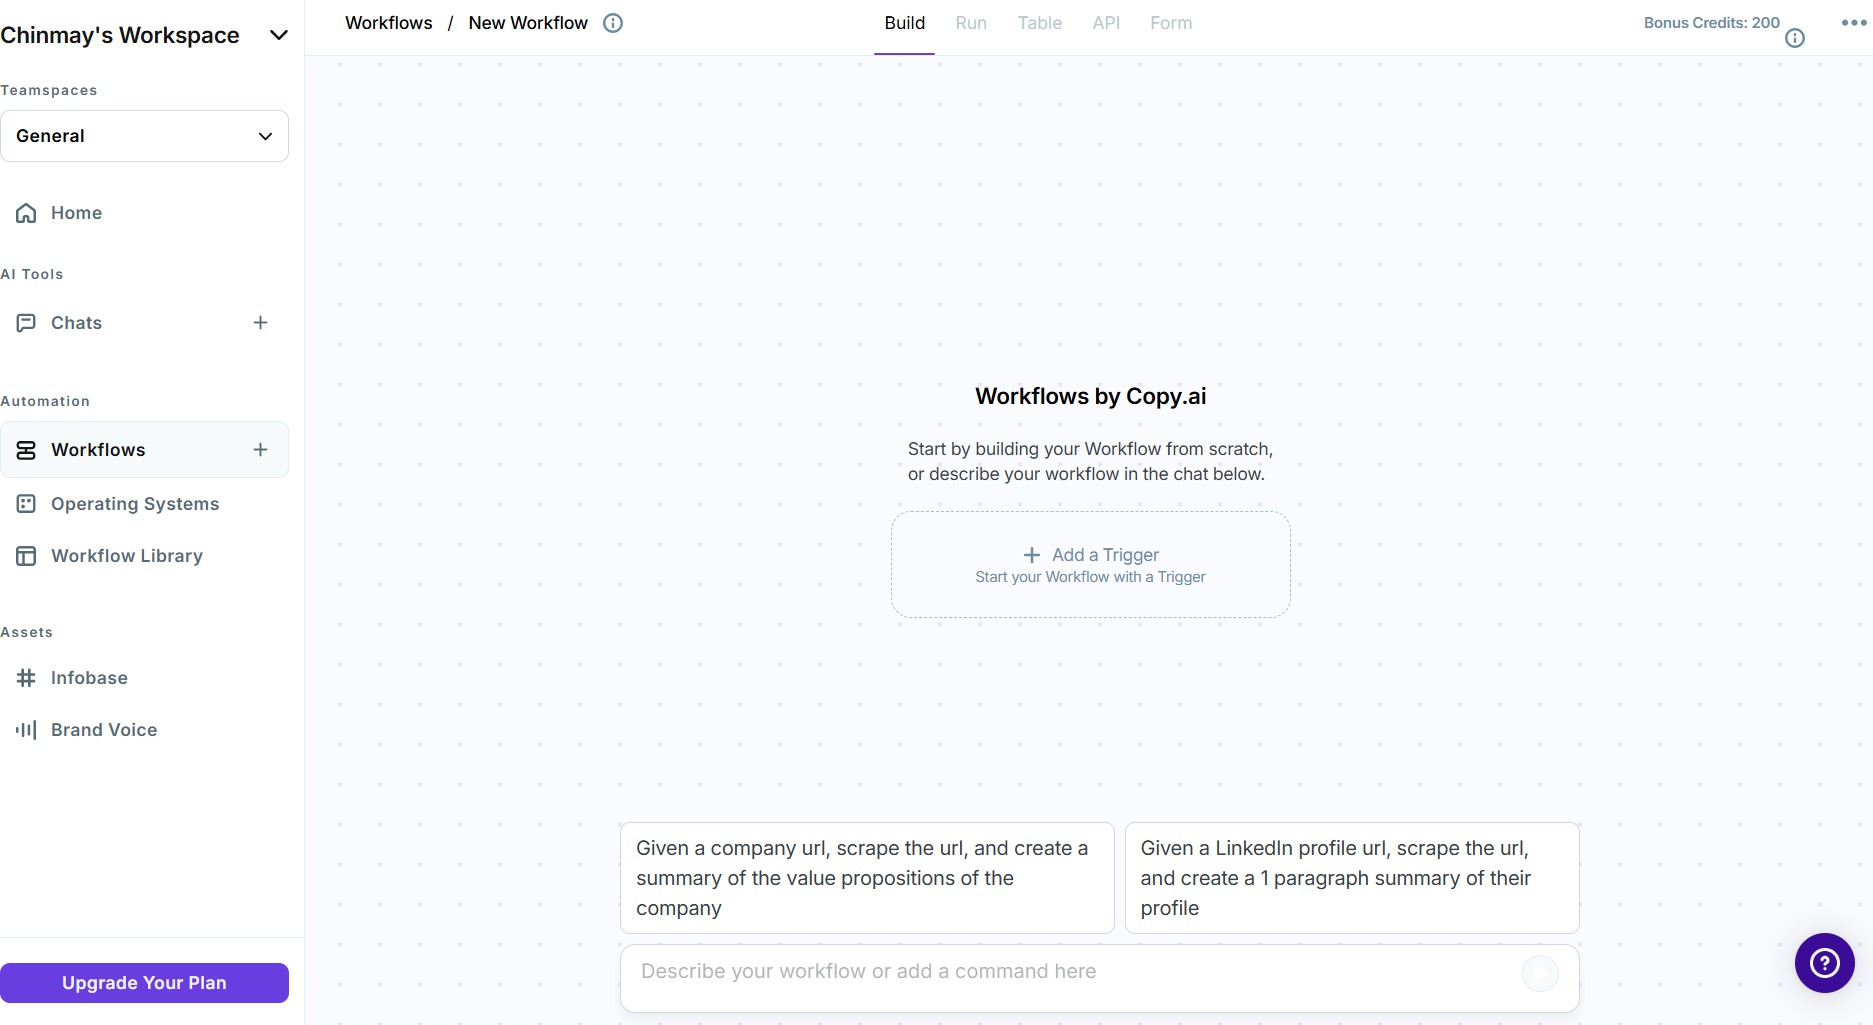 Chinmay's Workspace
Teamspaces
General
Home
AI Tools
Chats
Automation
Workflows
Operating Systems
Workflow Library
Assets
Infobase
Brand Voice
Upgrade Your Plan
Workflows / New Workflow
Build Run Table API Form
Bonus Credits: 200
Workflows by Copy.ai
Start by building your Workflow from scratch,
or describe your workflow in the chat below.
Add a Trigger
Start your Workflow with a Trigger
Given a company url, scrape the url, and create a
summary of the value propositions of the
company
Given a LinkedIn profile url, scrape the url,
and create a 1 paragraph summary of their
profile
Describe your workflow or add a command here